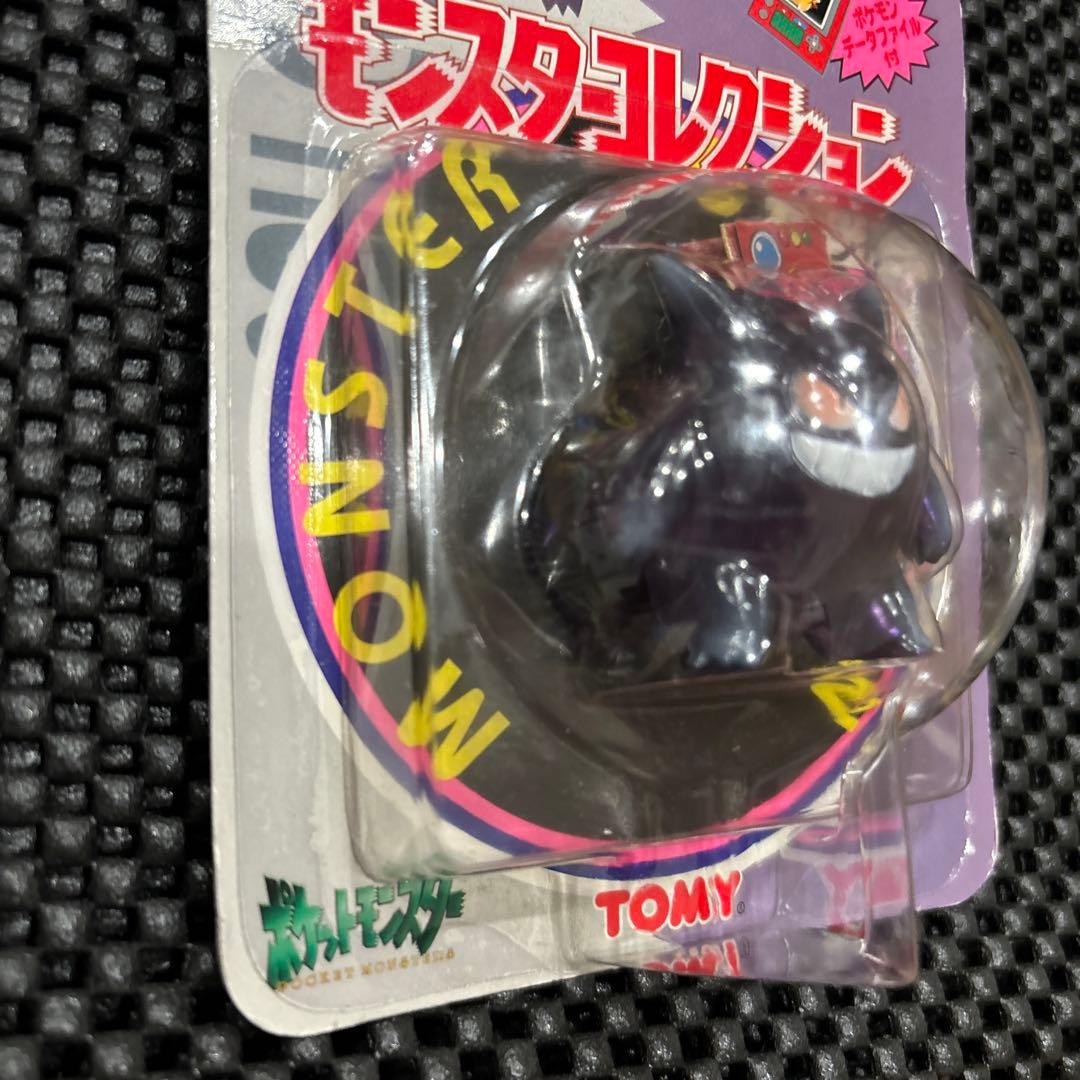 モンスターコレクション
ポケモン
データファイル
付
MONSTER
TOMY
ポケットモンスター
POCKET MONSTERS